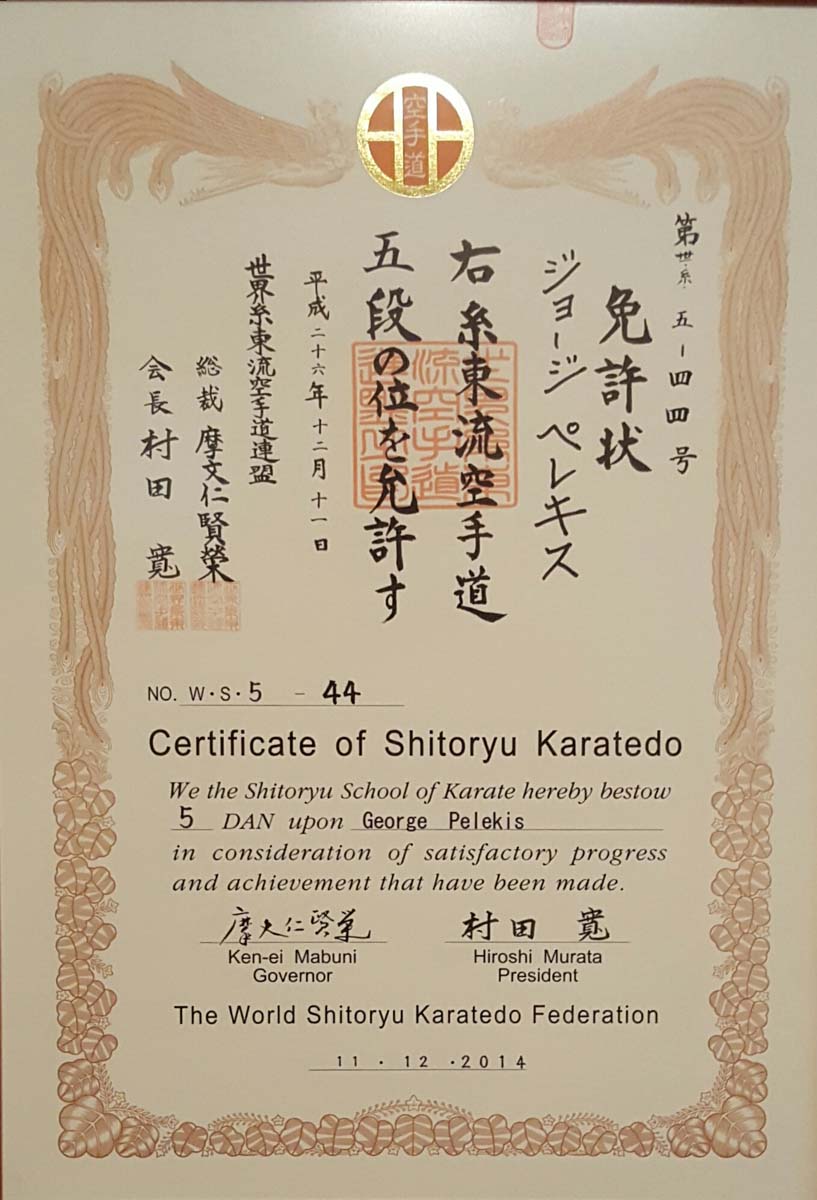 空手道
第世・糸・五-四四号
免許状
ジョージ ペレキス
右糸東流空手道
五段の位を允許す
平成二十六年十二月十一日
世界糸東流空手道連盟
総裁 摩文仁賢榮
会長 村田 寬
NO. W・S・5 - 44
Certificate of Shitoryu Karatedo
We the Shitoryu School of Karate hereby bestow
5 DAN upon George Pelekis
in consideration of satisfactory progress
and achievement that have been made.
摩文仁賢栄 村田 寬
Ken-ei Mabuni Hiroshi Murata
Governor President
The World Shitoryu Karatedo Federation
11 ・ 12 ・2014